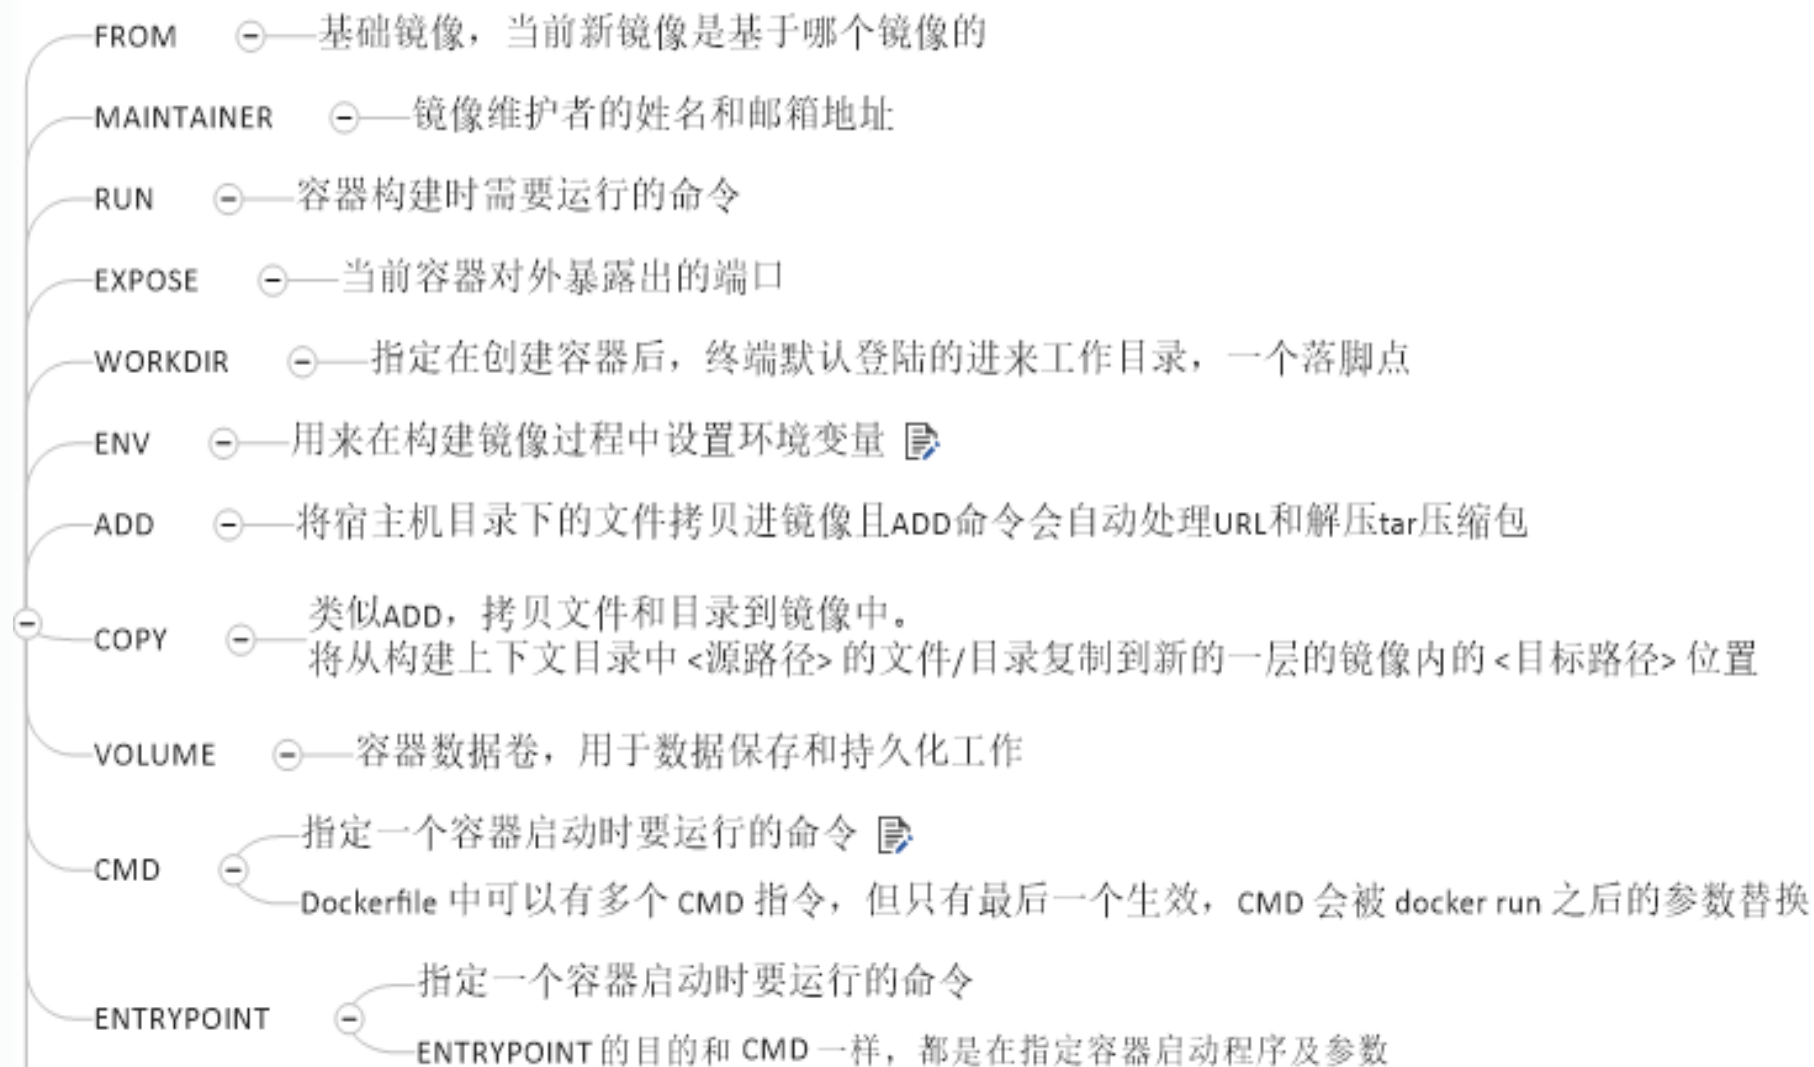 FROM 基础镜像，当前新镜像是基于哪个镜像的
MAINTAINER 镜像维护者的姓名和邮箱地址
RUN 容器构建时需要运行的命令
EXPOSE 当前容器对外暴露出的端口
WORKDIR 指定在创建容器后，终端默认登陆的进来工作目录，一个落脚点
ENV 用来在构建镜像过程中设置环境变量
ADD 将宿主机目录下的文件拷贝进镜像且ADD命令会自动处理URL和解压tar压缩包
COPY 类似ADD，拷贝文件和目录到镜像中。
将从构建上下文目录中 <源路径> 的文件/目录复制到新的一层的镜像内的 <目标路径> 位置
VOLUME 容器数据卷，用于数据保存和持久化工作
CMD 指定一个容器启动时要运行的命令
Dockerfile 中可以有多个 CMD 指令，但只有最后一个生效，CMD 会被 docker run 之后的参数替换
ENTRYPOINT 指定一个容器启动时要运行的命令
ENTRYPOINT 的目的和 CMD 一样，都是在指定容器启动程序及参数